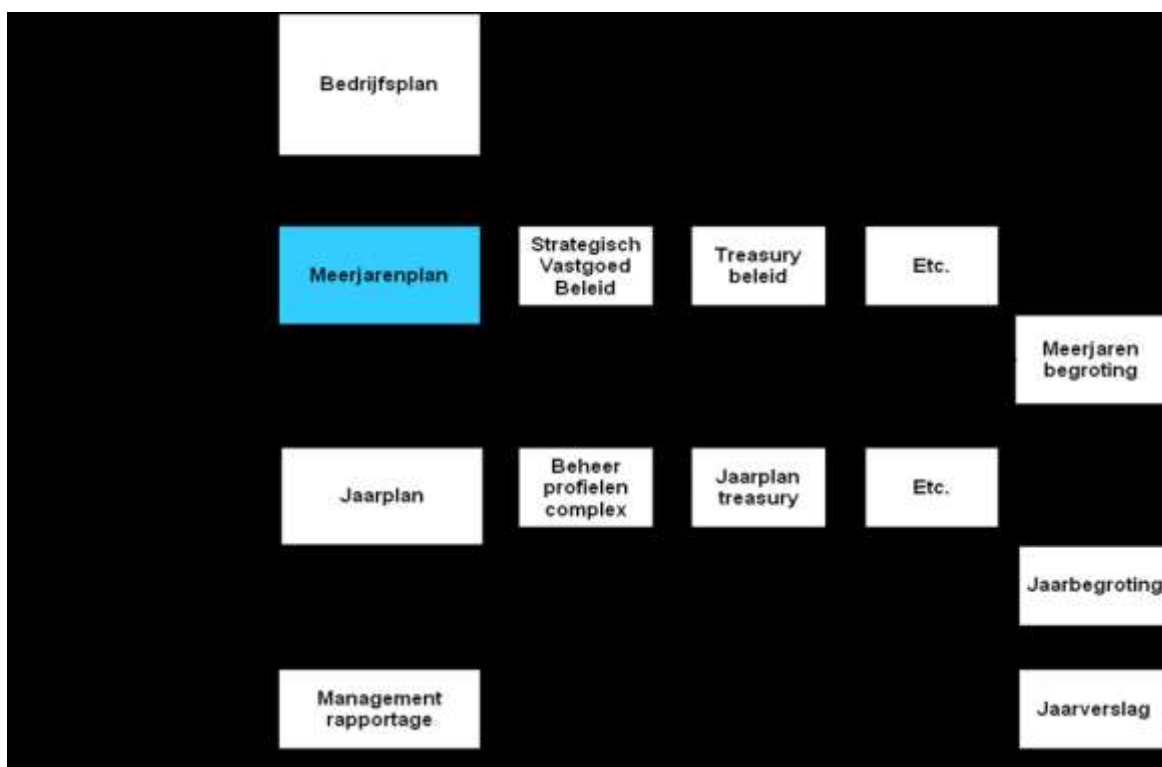 Bedrijfsplan
Meerjarenplan
Strategisch
Vastgoed
Beleid
Treasury
beleid
Etc.
Meerjaren
begroting
Jaarplan
Beheer
profielen
complex
Jaarplan
treasury
Etc.
Jaarbegroting
Management
rapportage
Jaarverslag